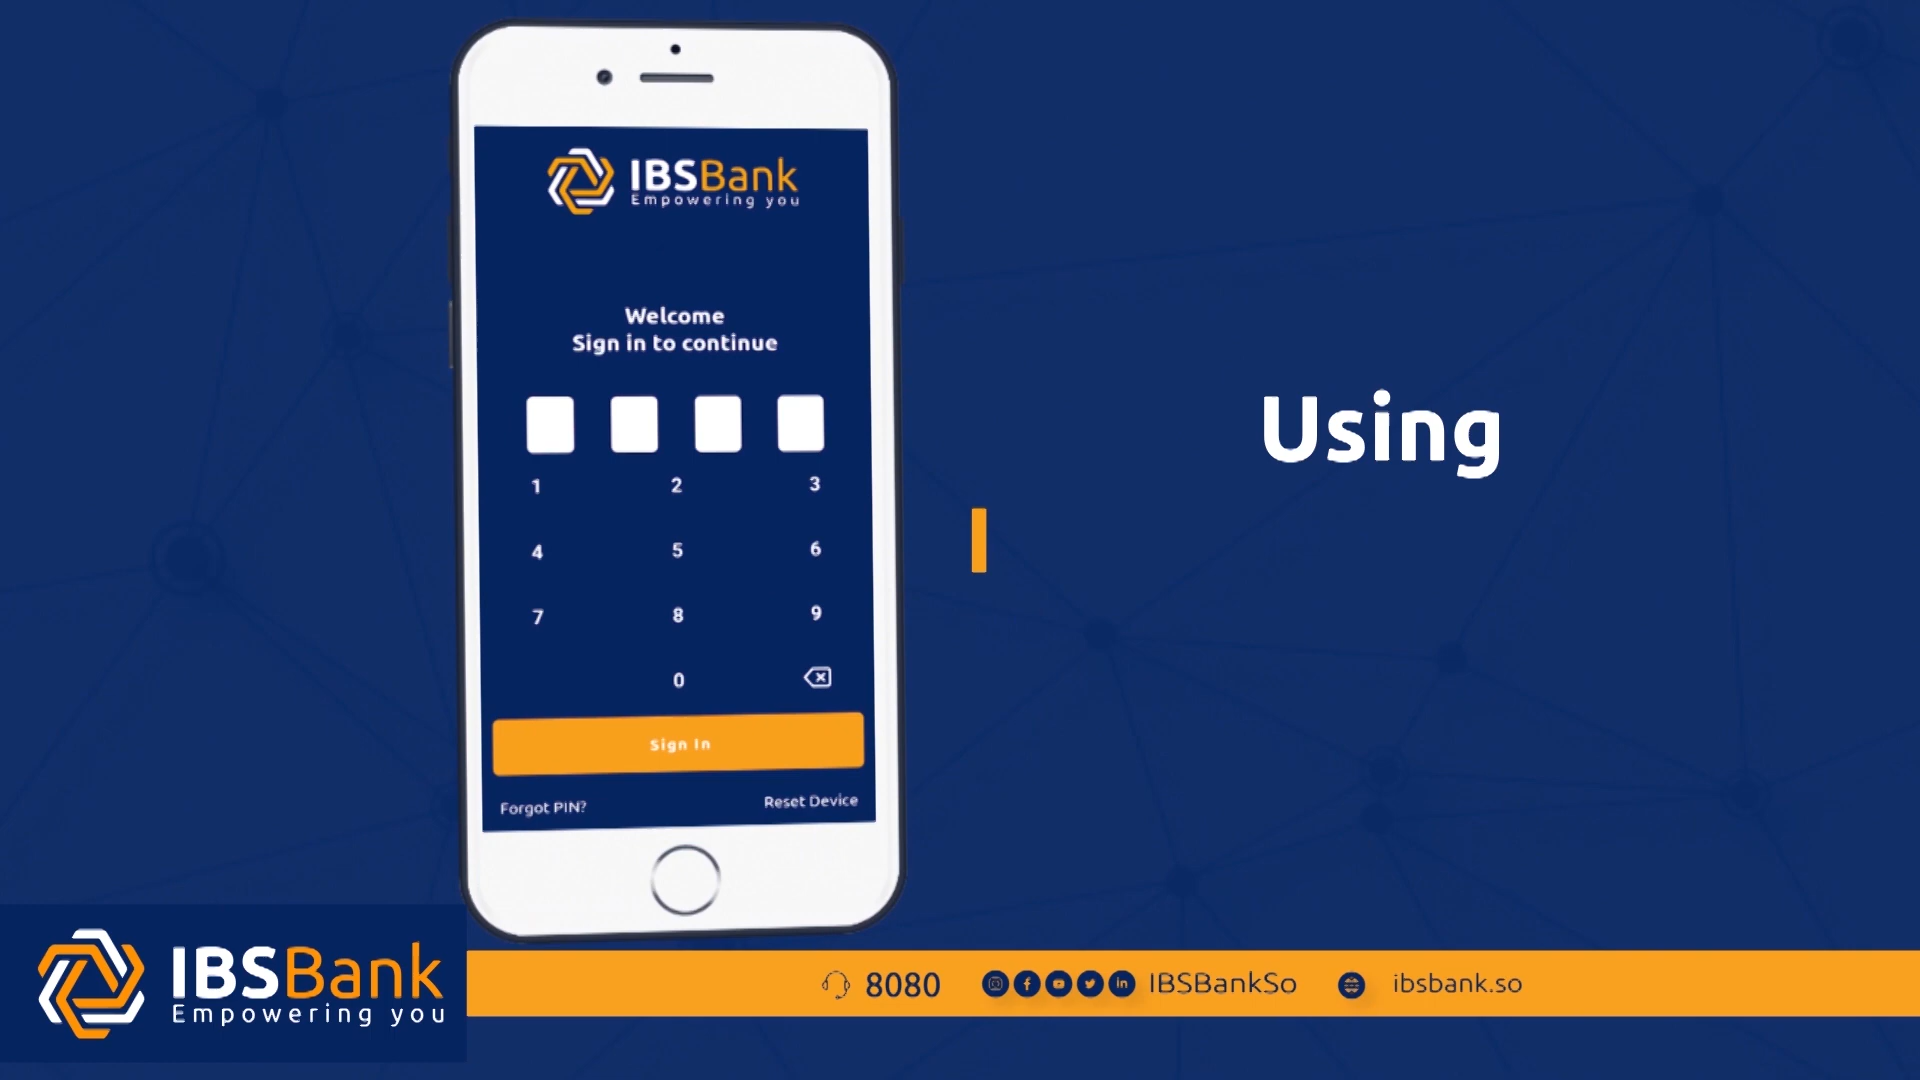 IBSBank
Empowering you
Welcome
Sign in to continue
1 2 3
4 5 6
7 8 9
0
Sign In
Forgot PIN? Reset Device
Using
IBSBank
Empowering you
8080 IBSBankSo ibsbank.so